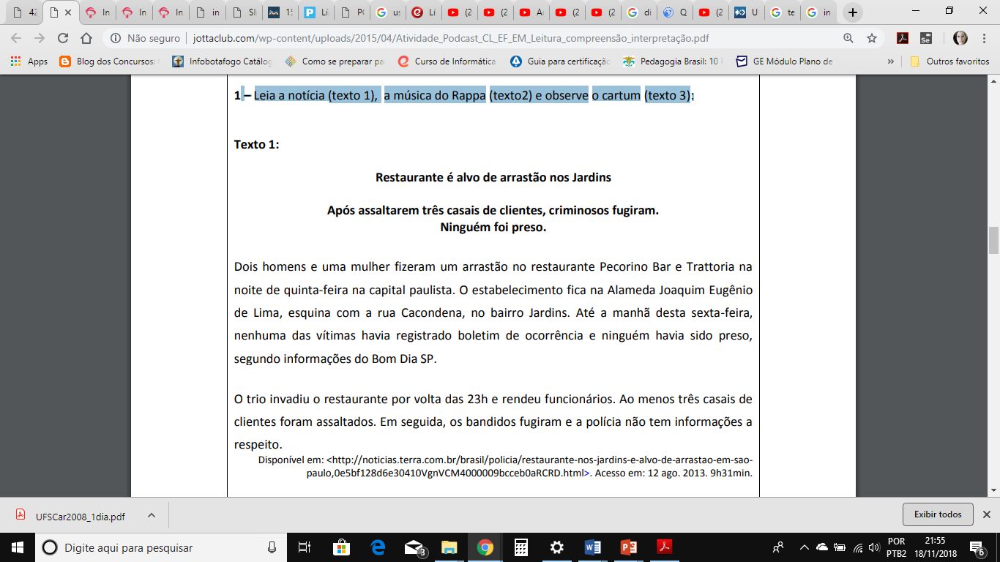 42
In
In
In
In
in
Sl
15
Lí
PC
us
Lí
(2
(2
Au
(2
(2
di
Q
(2
U
te
in
Não seguro | jottaclub.com/wp-content/uploads/2015/04/Atividade_Podcast_CL_EF_EM_Leitura_compreensão_interpretação.pdf
Apps
Blog dos Concursos:
Infobotafogo Catálog
Como se preparar pa
Curso de Informática
Guia para certificaçã
Pedagogia Brasil: 10 P
GE Módulo Plano de
»
Outros favoritos
1 – Leia a notícia (texto 1), a música do Rappa (texto2) e observe o cartum (texto 3):
Texto 1:
Restaurante é alvo de arrastão nos Jardins
Após assaltarem três casais de clientes, criminosos fugiram.
Ninguém foi preso.
Dois homens e uma mulher fizeram um arrastão no restaurante Pecorino Bar e Trattoria na
noite de quinta-feira na capital paulista. O estabelecimento fica na Alameda Joaquim Eugênio
de Lima, esquina com a rua Cacondena, no bairro Jardins. Até a manhã desta sexta-feira,
nenhuma das vítimas havia registrado boletim de ocorrência e ninguém havia sido preso,
segundo informações do Bom Dia SP.
O trio invadiu o restaurante por volta das 23h e rendeu funcionários. Ao menos três casais de
clientes foram assaltados. Em seguida, os bandidos fugiram e a polícia não tem informações a
respeito.
Disponível em: <http://noticias.terra.com.br/brasil/policia/restaurante-nos-jardins-e-alvo-de-arrastao-em-sao-
paulo,0e5bf128d6e30410VgnVCM4000009bcceb0aRCRD.html>. Acesso em: 12 ago. 2013. 9h31min.
UFSCar2008_1dia.pdf
Exibir todos
Digite aqui para pesquisar
3
POR
PTB2
21:55
18/11/2018
6